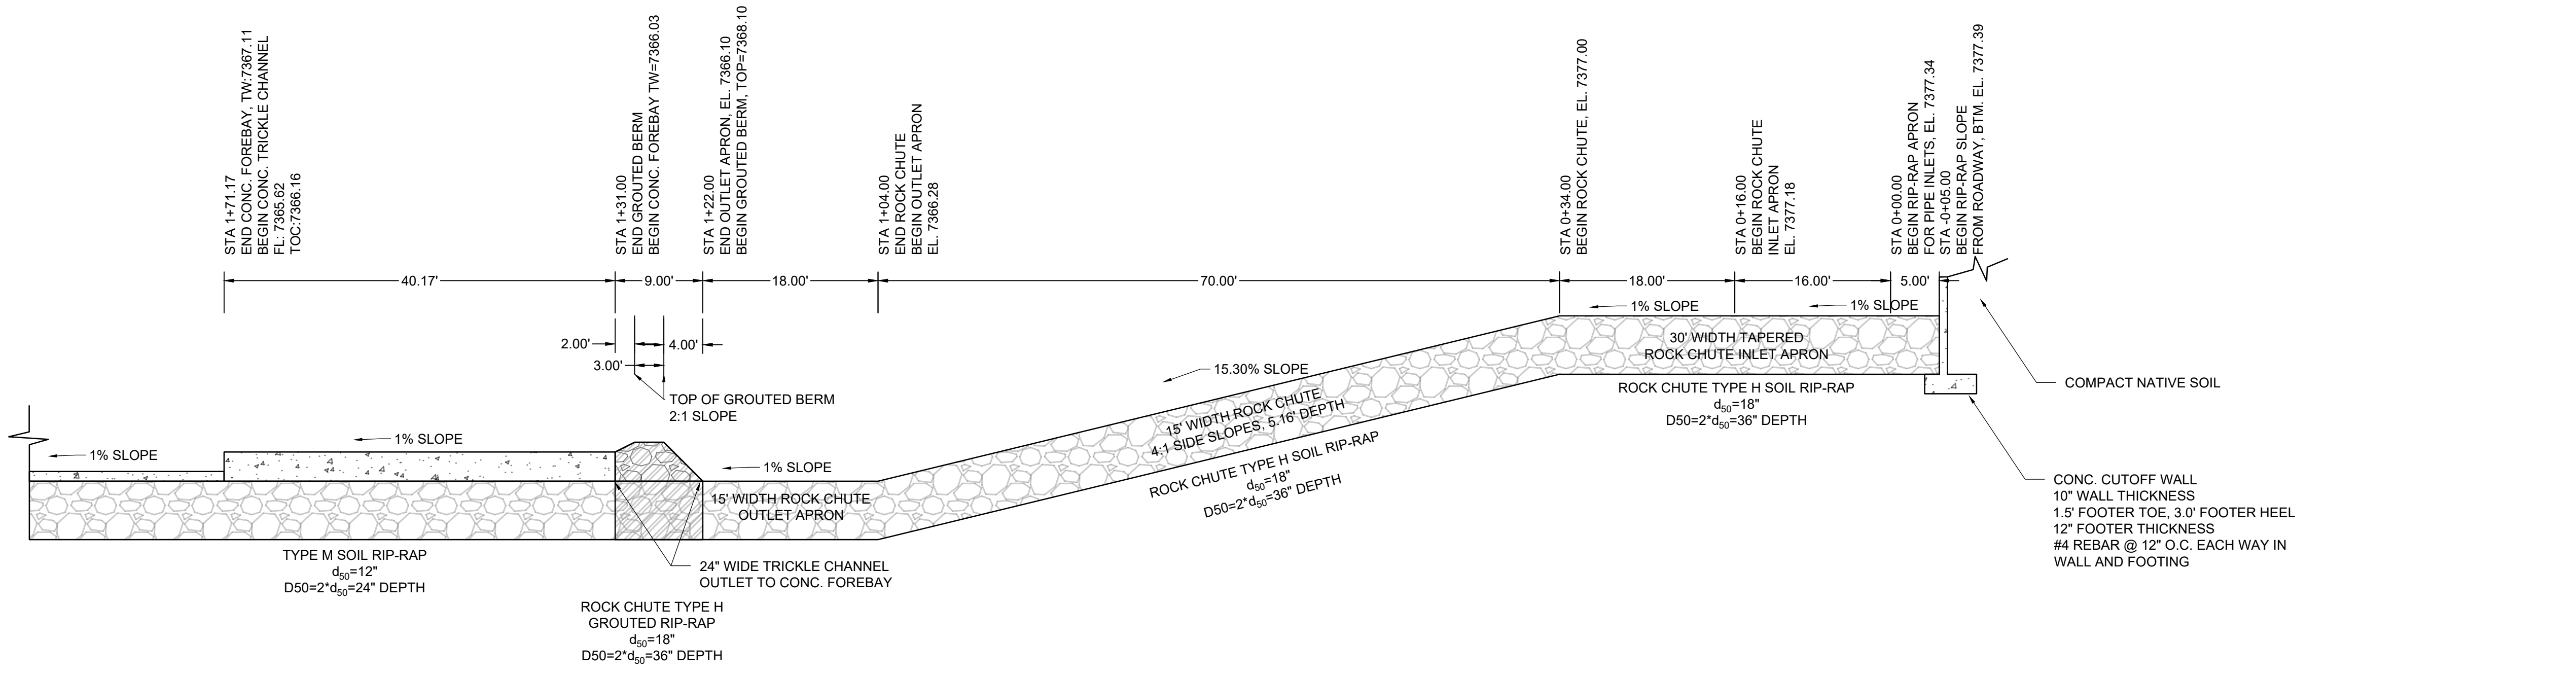 STA 1+71.17
END CONC. FOREBAY, TW:7367.11
BEGIN CONC. TRICKLE CHANNEL
FL: 7365.62
TOC:7366.16
STA 1+31.00
END GROUTED BERM
BEGIN CONC. FOREBAY TW=7366.03
STA 1+22.00
END OUTLET APRON, EL. 7366.10
BEGIN GROUTED BERM, TOP=7368.10
STA 1+04.00
END ROCK CHUTE
BEGIN OUTLET APRON
EL. 7366.28
STA 0+34.00
BEGIN ROCK CHUTE, EL. 7377.00
STA 0+16.00
BEGIN ROCK CHUTE
INLET APRON
EL. 7377.18
STA 0+00.00
BEGIN RIP-RAP APRON
FOR PIPE INLETS, EL. 7377.34
STA -0+05.00
BEGIN RIP-RAP SLOPE
FROM ROADWAY, BTM. EL. 7377.39
40.17'
9.00'
18.00'
70.00'
18.00'
16.00'
5.00'
1% SLOPE
1% SLOPE
2.00'
4.00'
3.00'
TOP OF GROUTED BERM
2:1 SLOPE
15.30% SLOPE
30' WIDTH TAPERED
ROCK CHUTE INLET APRON
ROCK CHUTE TYPE H SOIL RIP-RAP
d50=18"
D50=2*d50=36" DEPTH
COMPACT NATIVE SOIL
15' WIDTH ROCK CHUTE
4:1 SIDE SLOPES, 5.16' DEPTH
ROCK CHUTE TYPE H SOIL RIP-RAP
d50=18"
D50=2*d50=36" DEPTH
1% SLOPE
1% SLOPE
1% SLOPE
15' WIDTH ROCK CHUTE
OUTLET APRON
CONC. CUTOFF WALL
10" WALL THICKNESS
1.5' FOOTER TOE, 3.0' FOOTER HEEL
12" FOOTER THICKNESS
#4 REBAR @ 12" O.C. EACH WAY IN
WALL AND FOOTING
TYPE M SOIL RIP-RAP
d50=12"
D50=2*d50=24" DEPTH
24" WIDE TRICKLE CHANNEL
OUTLET TO CONC. FOREBAY
ROCK CHUTE TYPE H
GROUTED RIP-RAP
d50=18"
D50=2*d50=36" DEPTH